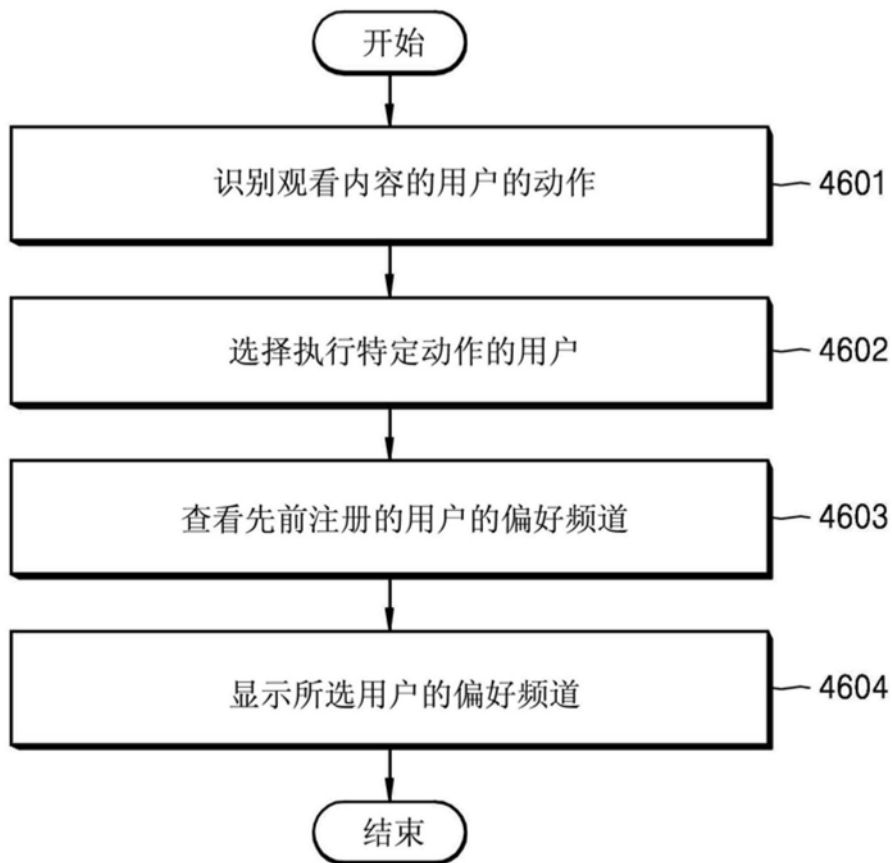 开始
识别观看内容的用户的动作
4601
选择执行特定动作的用户
4602
查看先前注册的用户的偏好频道
4603
显示所选用户的偏好频道
4604
结束